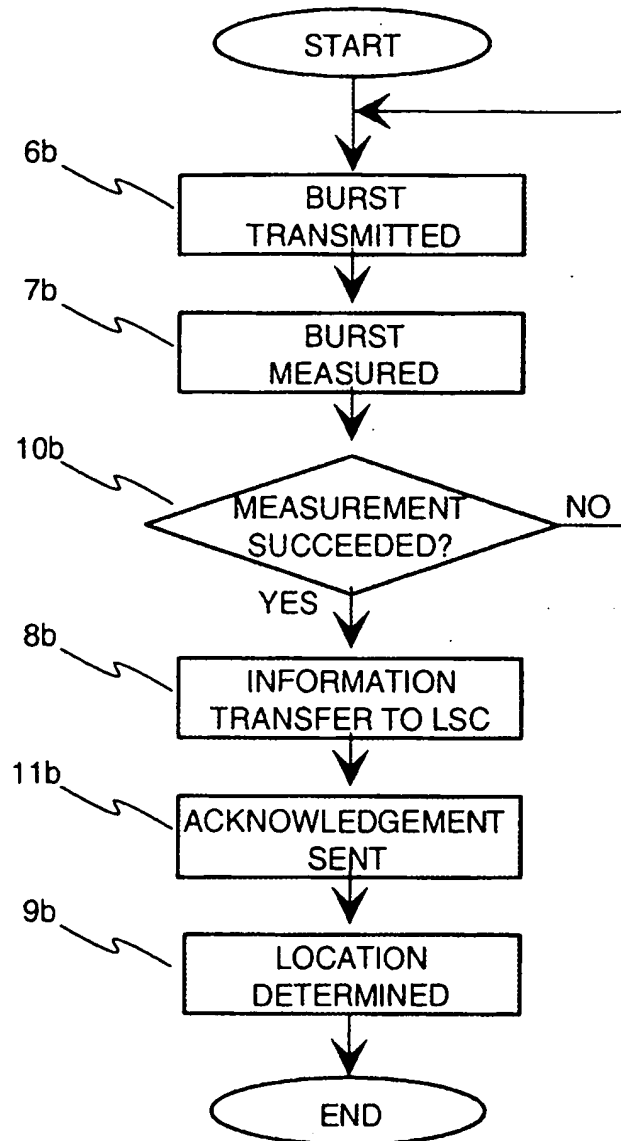 START
6b
BURST
TRANSMITTED
7b
BURST
MEASURED
10b
MEASUREMENT
SUCCEEDED?
NO
YES
8b
INFORMATION
TRANSFER TO LSC
11b
ACKNOWLEDGEMENT
SENT
9b
LOCATION
DETERMINED
END